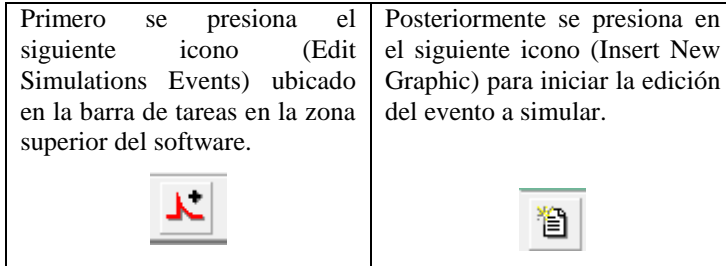 Primero se presiona el
siguiente icono (Edit
Simulations Events) ubicado
en la barra de tareas en la zona
superior del software.
Posteriormente se presiona en
el siguiente icono (Insert New
Graphic) para iniciar la edición
del evento a simular.